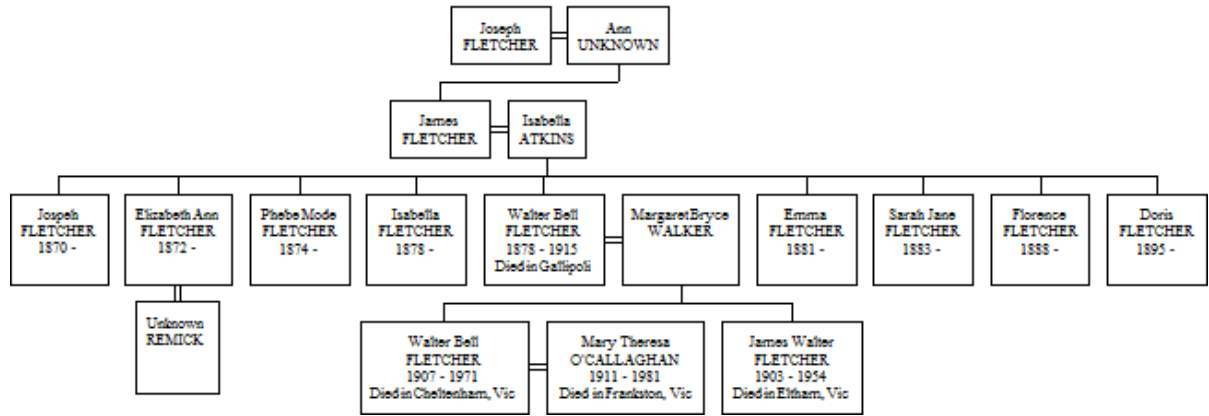 Joseph
FLETCHER
Ann
UNKNOWN
James
FLETCHER
Isabella
ATKINS
Jospeh
FLETCHER
1870 -
Elizabeth Ann
FLETCHER
1872 -
Phebe Mode
FLETCHER
1874 -
Isabella
FLETCHER
1878 -
Walter Bell
FLETCHER
1878 - 1915
Died in Gallipoli
Margaret Bryce
WALKER
Emma
FLETCHER
1881 -
Sarah Jane
FLETCHER
1883 -
Florence
FLETCHER
1888 -
Doris
FLETCHER
1895 -
Unknown
REMICK
Walter Bell
FLETCHER
1907 - 1971
Died in Cheltenham, Vic
Mary Theresa
O'CALLAGHAN
1911 - 1981
Died in Frankston, Vic
James Walter
FLETCHER
1903 - 1954
Died in Eltham, Vic